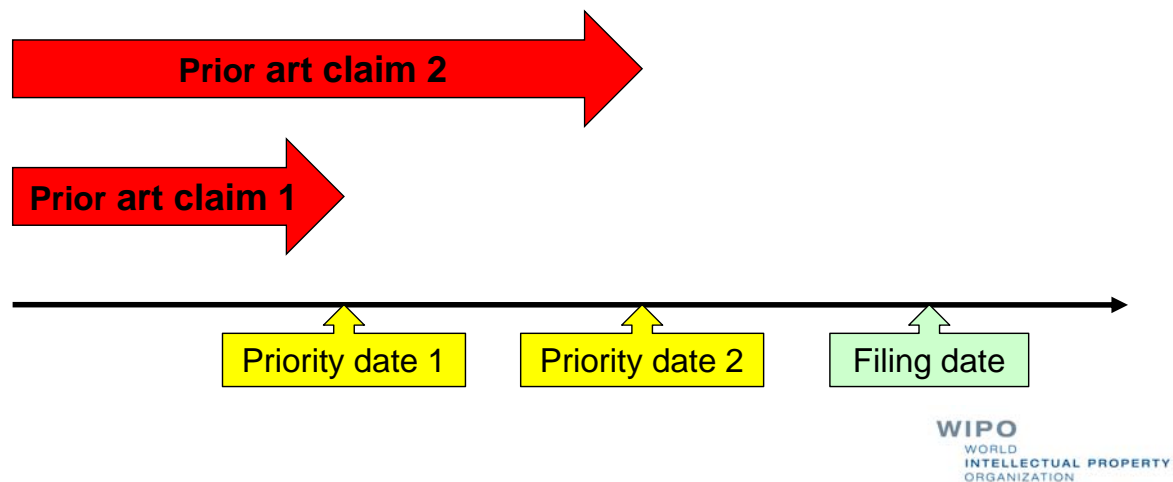 Prior art claim 2
Prior art claim 1
Priority date 1
Priority date 2
Filing date
WIPO
WORLD
INTELLECTUAL PROPERTY
ORGANIZATION